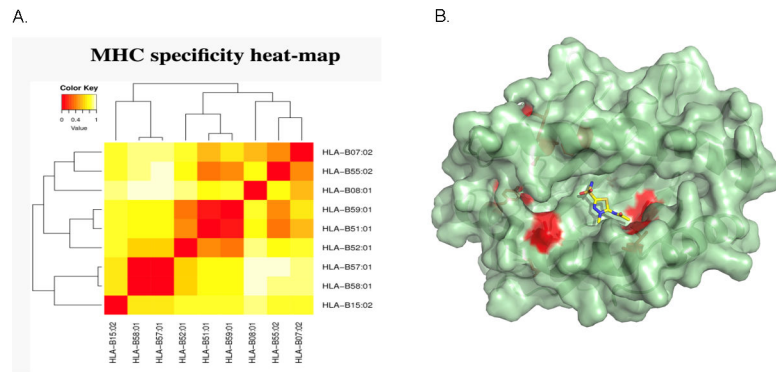 A.
B.
MHC specificity heat-map
Color Key
0 0.4 1
Value
HLA-B07:02
HLA-B55:02
HLA-B08:01
HLA-B59:01
HLA-B51:01
HLA-B52:01
HLA-B57:01
HLA-B58:01
HLA-B15:02
HLA-B15:02
HLA-B58:01
HLA-B57:01
HLA-B52:01
HLA-B51:01
HLA-B59:01
HLA-B08:01
HLA-B55:02
HLA-B07:02